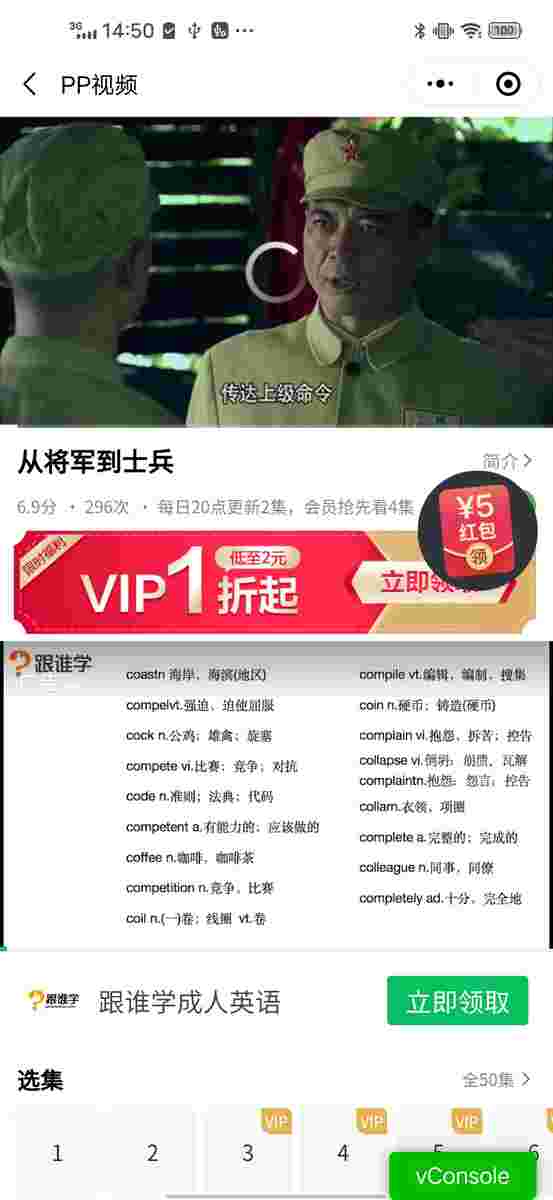 3G 14:50
100
PP视频
传达上级命令
从将军到士兵
简介
6.9分 · 296次 · 每日20点更新2集，会员抢先看4集
¥5
红包
领
限时福利
VIP1折起
低至2元
立即领取
跟谁学
coastn 海岸，海滨(地区)
compelvt.强迫，迫使屈服
cock n.公鸡；雄禽；旋塞
compete vi.比赛；竞争；对抗
code n.准则；法典；代码
competent a.有能力的；应该做的
coffee n.咖啡，咖啡茶
competition n.竞争，比赛
coil n.(一)卷；线圈 vt.卷
compile vt.编辑，编制，搜集
coin n.硬币；铸造(硬币)
complain vi.抱怨，拆苦；控告
collapse vi.倒坍；崩溃，瓦解
complaintn.抱怨；怨言；控告
collarn.衣领，项圈
complete a.完整的；完成的
colleague n.同事，同僚
completely ad.十分，完全地
跟谁学
跟谁学成人英语
立即领取
选集
全50集
1
2
3
VIP
4
VIP
5
VIP
6
vConsole